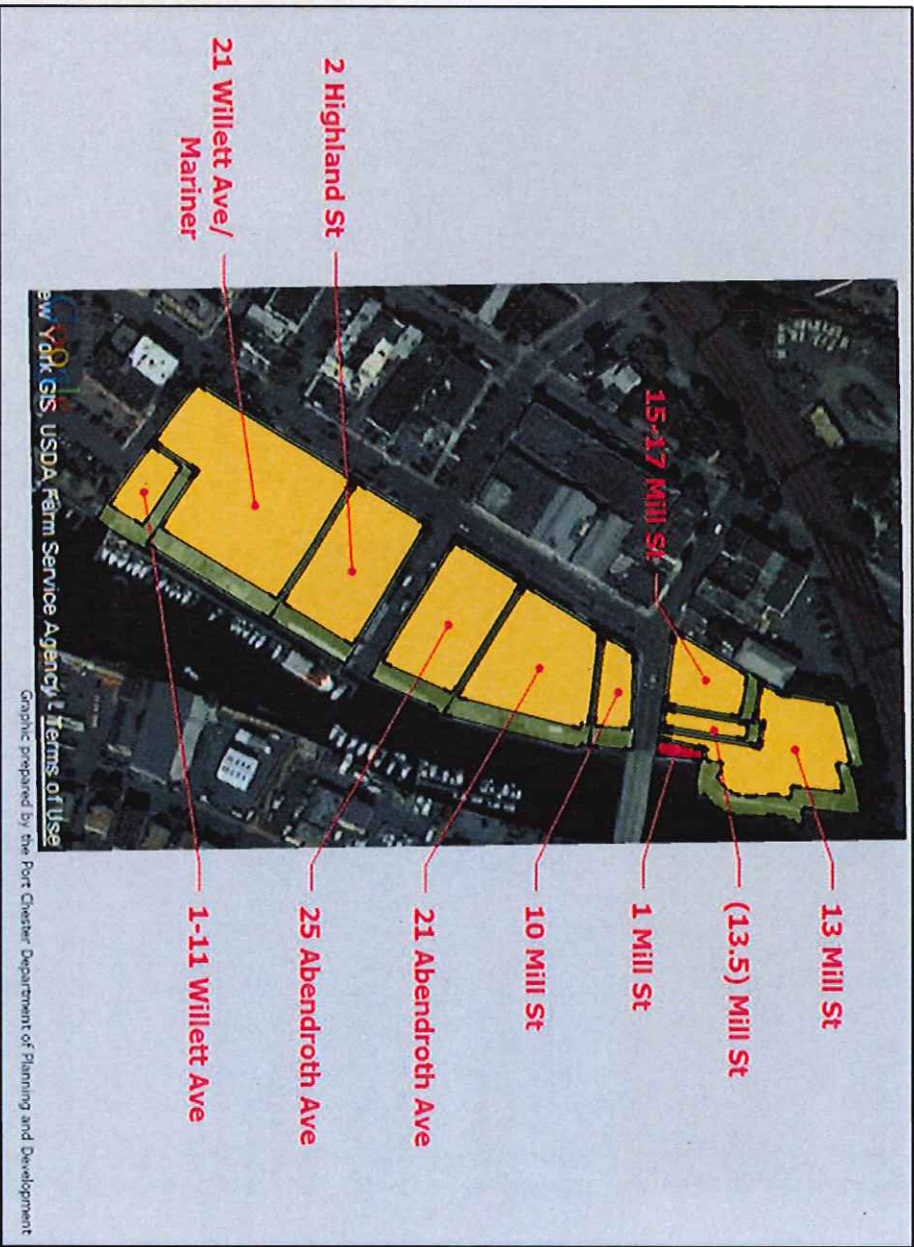 13 Mill St
(13.5) Mill St
1 Mill St
10 Mill St
21 Abendroth Ave
25 Abendroth Ave
1-11 Willett Ave
15-17 Mill St
2 Highland St
21 Willett Ave/
Mariner
ew York GIS, USDA Farm Service Agency - Terms of Use
Graphic prepared by the Port Chester Department of Planning and Development